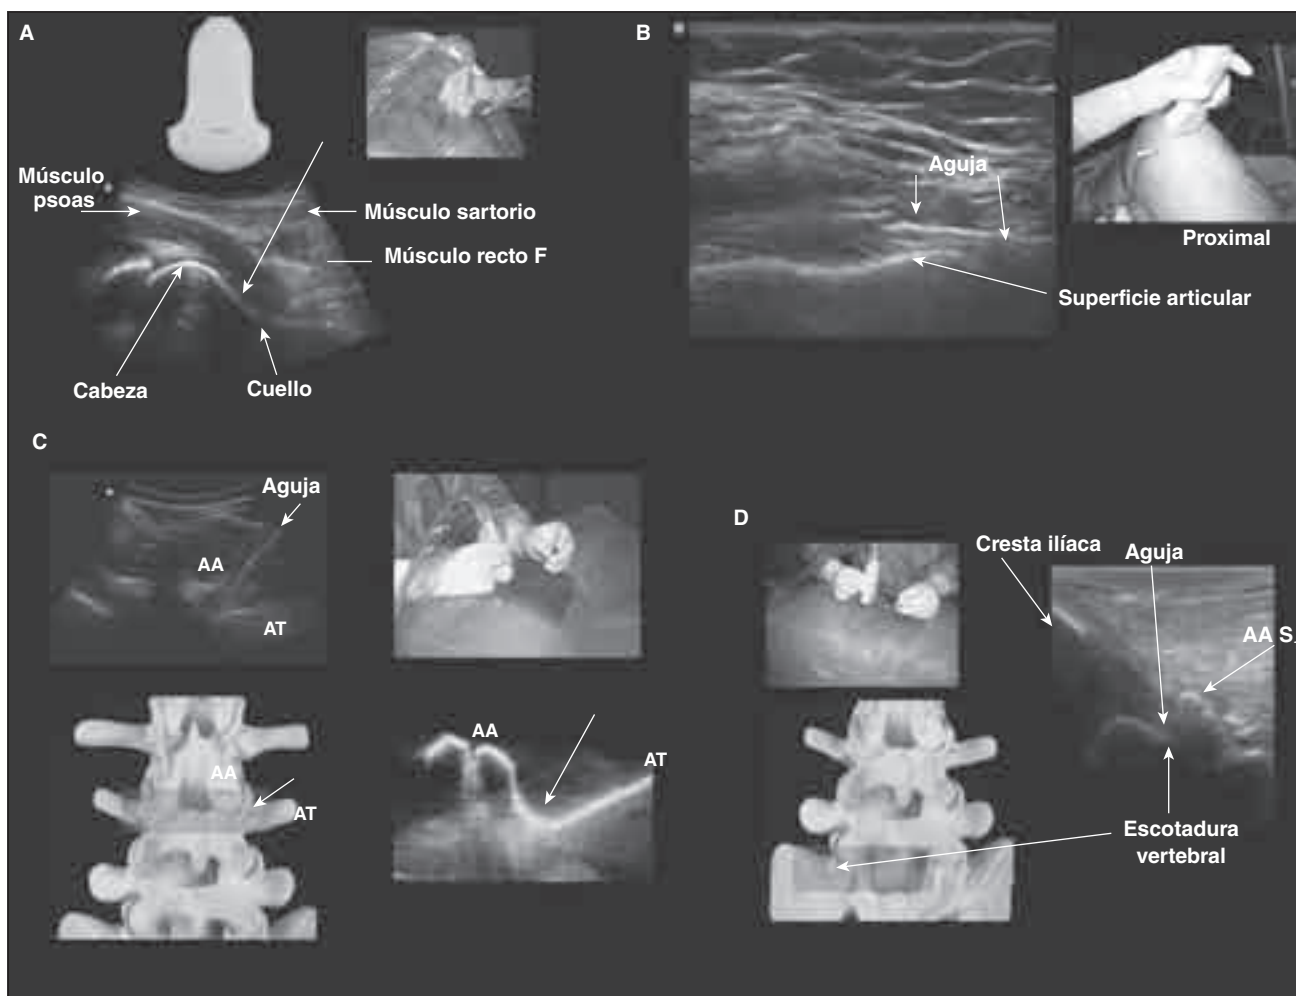 A
Músculo
psoas
Músculo sartorio
Músculo recto F
Cabeza
Cuello
B
Aguja
Proximal
Superficie articular
C
Aguja
AA
AT
AA
AT
AA
AT
D
Cresta ilíaca
Aguja
AA S.
Escotadura
vertebral